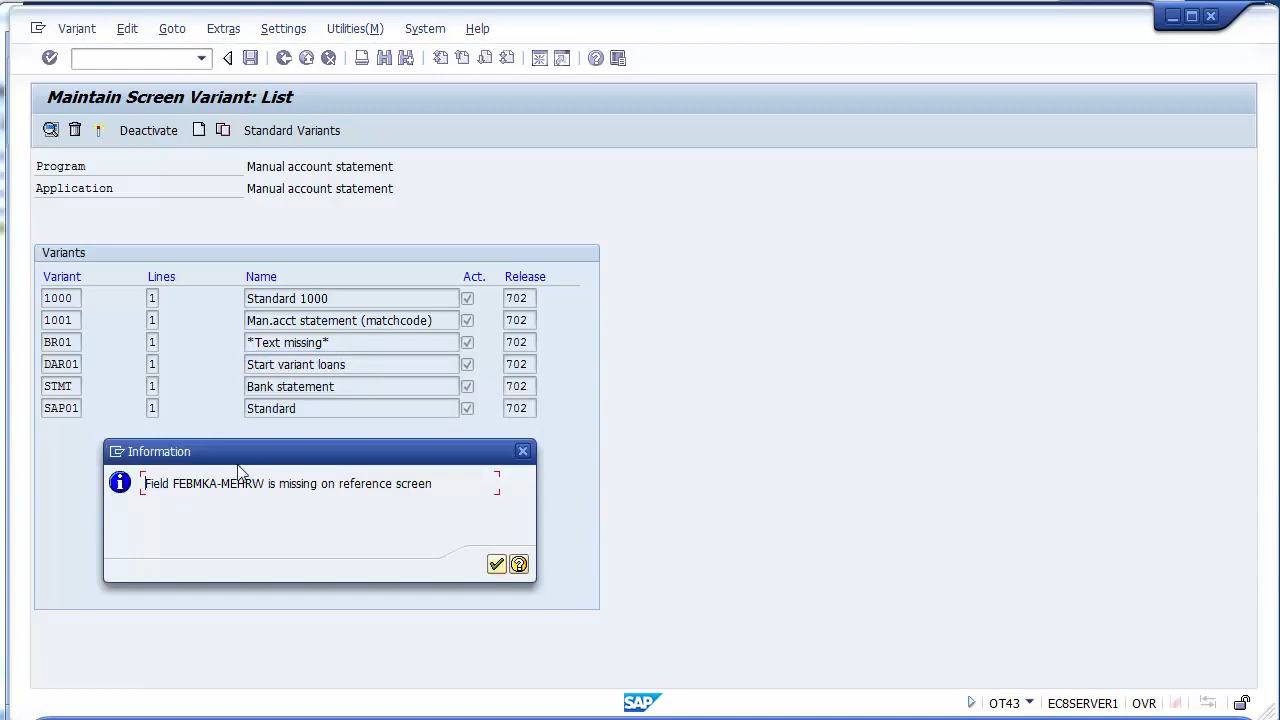 Variant Edit Goto Extras Settings Utilities(M) System Help
Maintain Screen Variant: List
Deactivate Standard Variants
Program Manual account statement
Application Manual account statement
Variants
Variant Lines Name Act. Release
1000 1 Standard 1000 702
1001 1 Man.acct statement (matchcode) 702
BR01 1 *Text missing* 702
DAR01 1 Start variant loans 702
STMT 1 Bank statement 702
SAP01 1 Standard 702
Information
Field FEBMKA-MEHRW is missing on reference screen
SAP OT43 EC8SERVER1 OVR